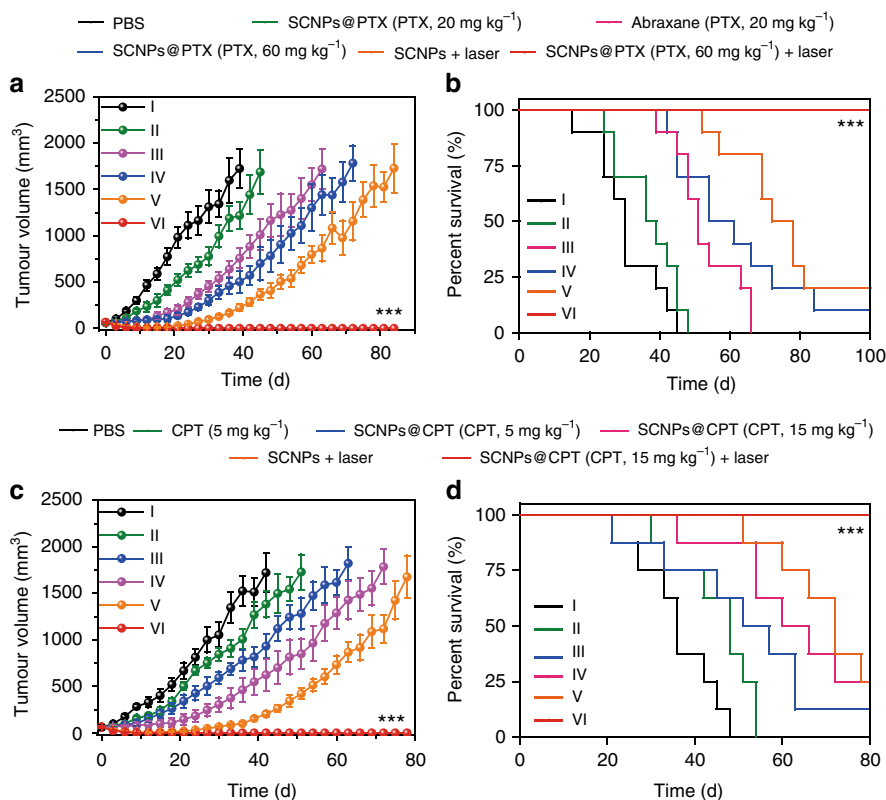 PBS SCNPs@PTX (PTX, 20 mg kg⁻¹) Abraxane (PTX, 20 mg kg⁻¹)
SCNPs@PTX (PTX, 60 mg kg⁻¹) SCNPs + laser SCNPs@PTX (PTX, 60 mg kg⁻¹) + laser
a
Tumour volume (mm³)
2500
2000
1500
1000
500
0
I
II
III
IV
V
VI
***
0 20 40 60 80
Time (d)
b
Percent survival (%)
100
50
0
I
II
III
IV
V
VI
***
0 20 40 60 80 100
Time (d)
PBS CPT (5 mg kg⁻¹) SCNPs@CPT (CPT, 5 mg kg⁻¹) SCNPs@CPT (CPT, 15 mg kg⁻¹)
SCNPs + laser SCNPs@CPT (CPT, 15 mg kg⁻¹) + laser
c
Tumour volume (mm³)
2500
2000
1500
1000
500
0
I
II
III
IV
V
VI
***
0 20 40 60 80
Time (d)
d
Percent survival (%)
100
75
50
25
0
I
II
III
IV
V
VI
***
0 20 40 60 80
Time (d)